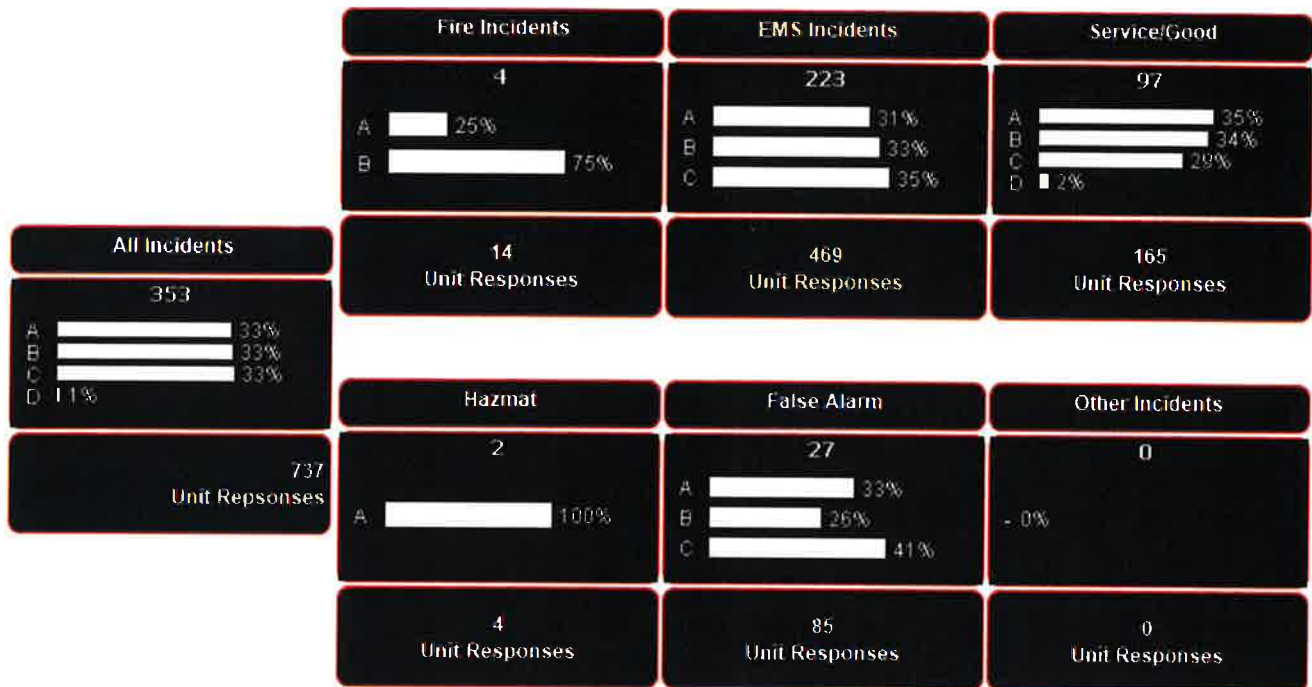 Fire Incidents
4
A 25%
B 75%
14
Unit Responses
EMS Incidents
223
A 31%
B 33%
C 35%
469
Unit Responses
Service/Good
97
A 35%
B 34%
C 29%
D 2%
165
Unit Responses
All Incidents
353
A 33%
B 33%
C 33%
D 1%
737
Unit Repsonses
Hazmat
2
A 100%
4
Unit Responses
False Alarm
27
A 33%
B 26%
C 41%
85
Unit Responses
Other Incidents
0
- 0%
0
Unit Responses